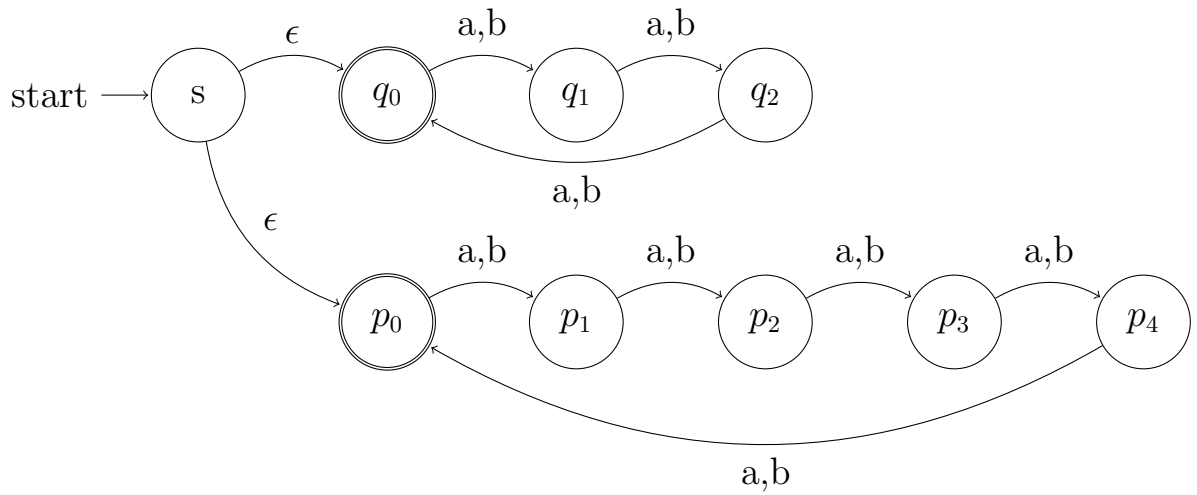 ϵ a,b a,b
start s q₀ q₁ q₂
a,b
ϵ
a,b a,b a,b a,b
p₀ p₁ p₂ p₃ p₄
a,b